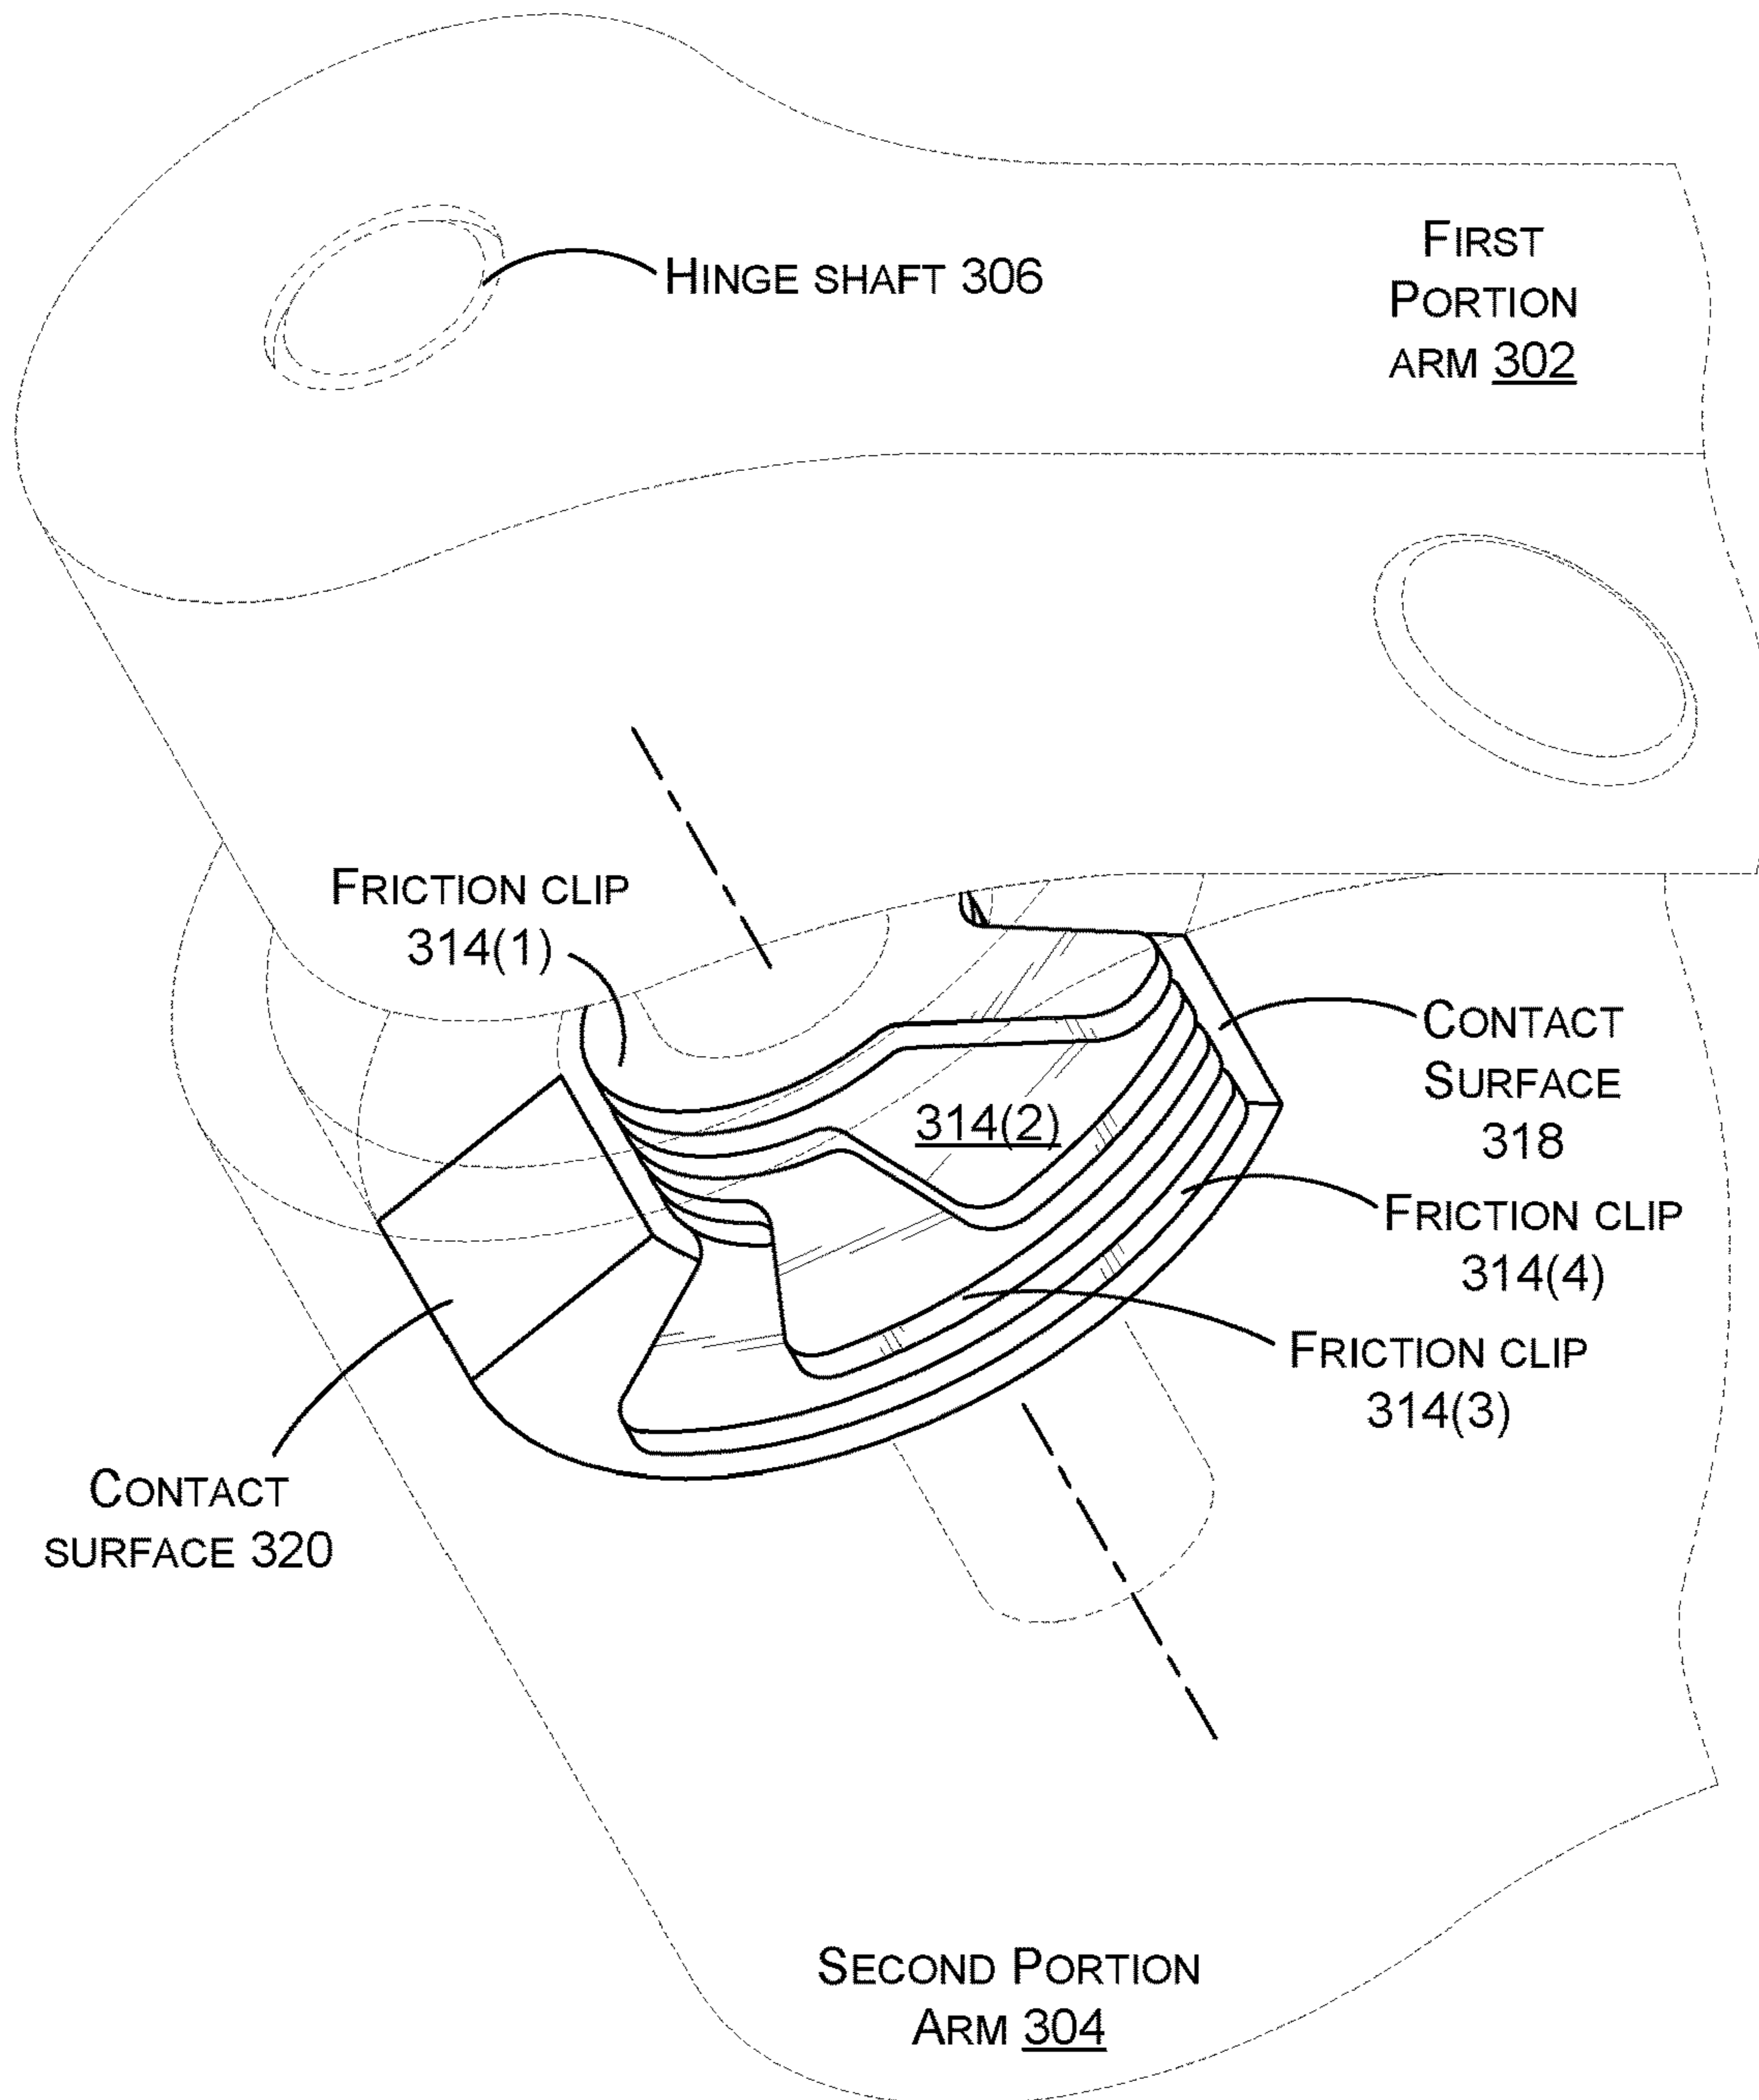 HINGE SHAFT 306
FIRST
PORTION
ARM 302
FRICTION CLIP
314(1)
314(2)
CONTACT
SURFACE
318
FRICTION CLIP
314(4)
FRICTION CLIP
314(3)
CONTACT
SURFACE 320
SECOND PORTION
ARM 304